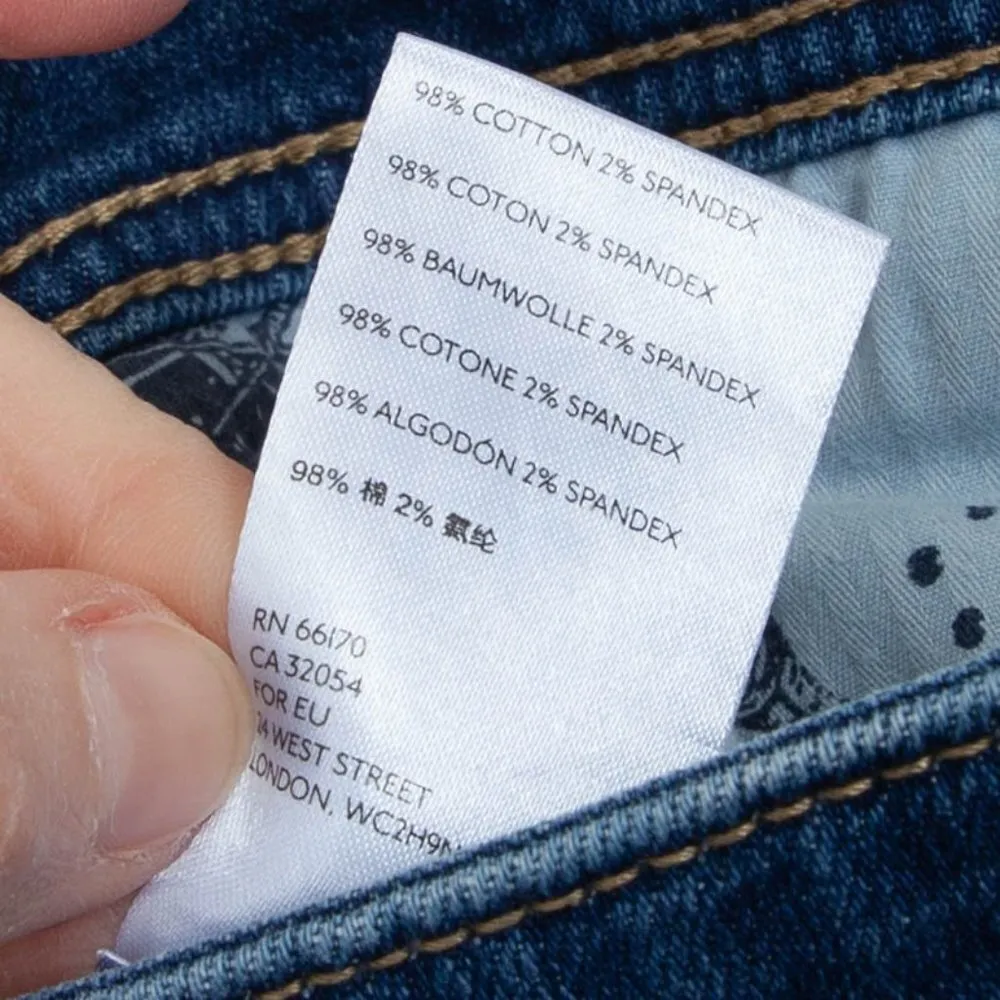 98% COTTON 2% SPANDEX
98% COTON 2% SPANDEX
98% BAUMWOLLE 2% SPANDEX
98% COTONE 2% SPANDEX
98% ALGODÓN 2% SPANDEX
98% 棉 2% 氨纶
RN 66170
CA 32054
FOR EU
WEST STREET
LONDON, WC2H9N